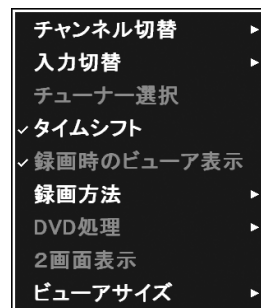 チャンネル切替
入力切替
チューナー選択
タイムシフト
録画時のビューア表示
録画方法
DVD処理
2画面表示
ビューアサイズ